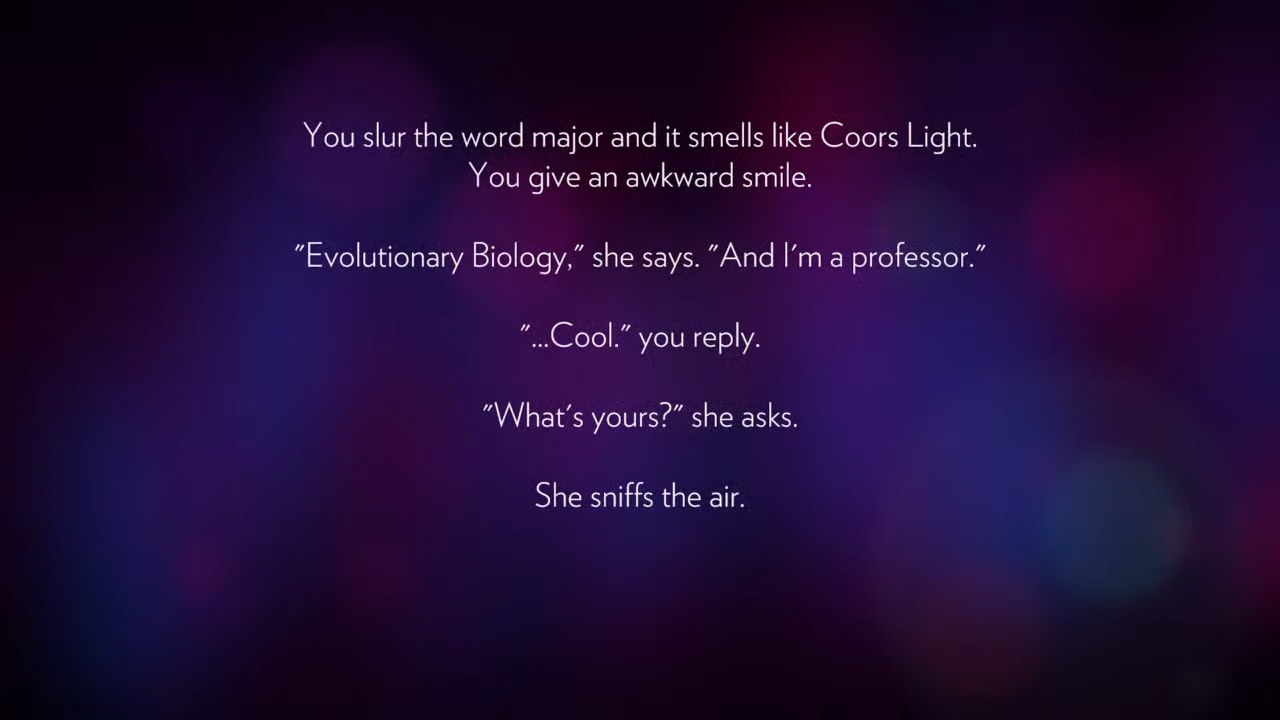 You slur the word major and it smells like Coors Light.
You give an awkward smile.
"Evolutionary Biology," she says. "And I'm a professor."
"...Cool." you reply.
"What's yours?" she asks.
She sniffs the air.